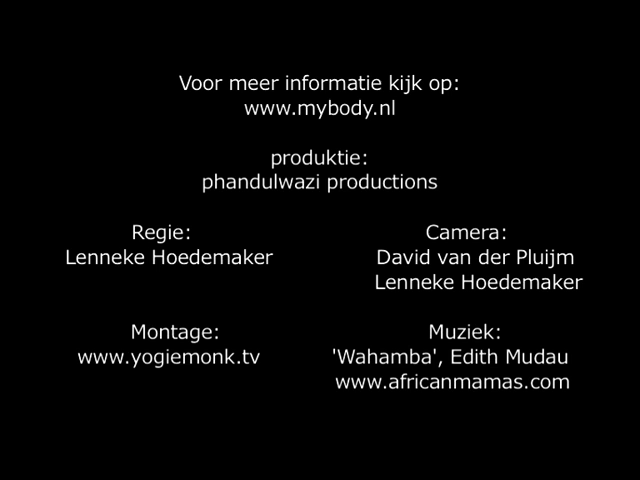 Voor meer informatie kijk op:
www.mybody.nl
produktie:
phandulwazi productions
Regie:
Lenneke Hoedemaker
Camera:
David van der Pluijm
Lenneke Hoedemaker
Montage:
www.yogiemonk.tv
Muziek:
'Wahamba', Edith Mudau
www.africanmamas.com